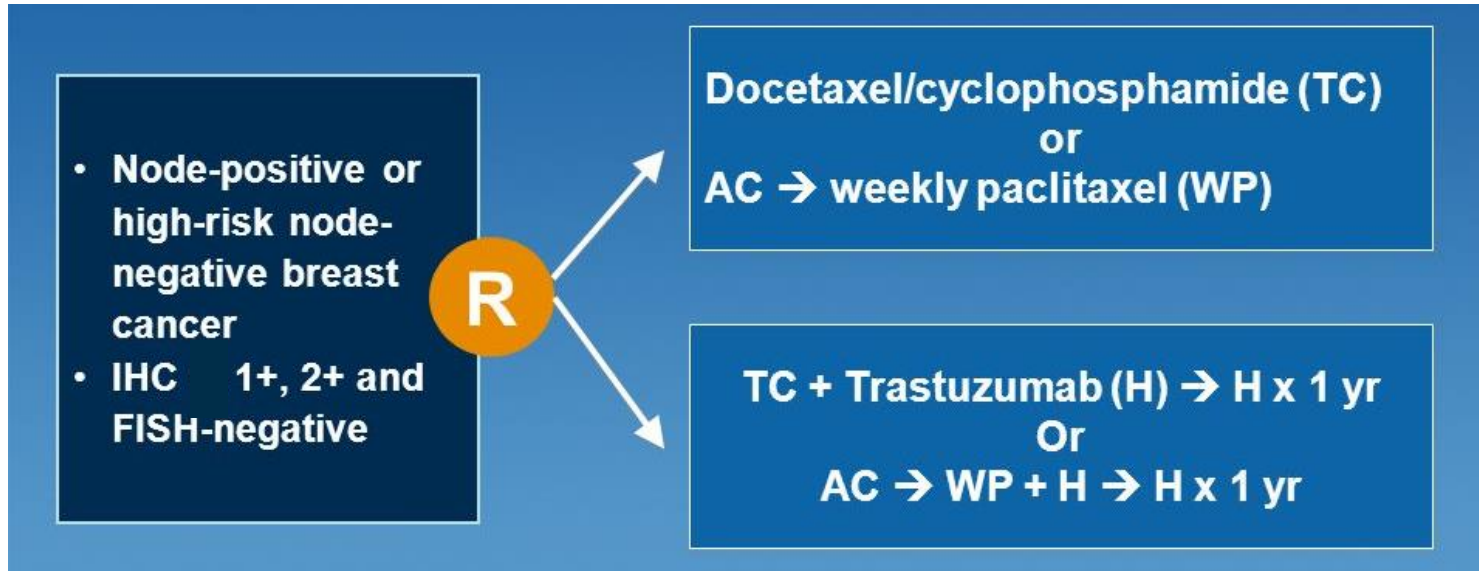 • Node-positive or
high-risk node-
negative breast
cancer
• IHC 1+, 2+ and
FISH-negative
R
Docetaxel/cyclophosphamide (TC)
or
AC → weekly paclitaxel (WP)
TC + Trastuzumab (H) → H x 1 yr
Or
AC → WP + H → H x 1 yr